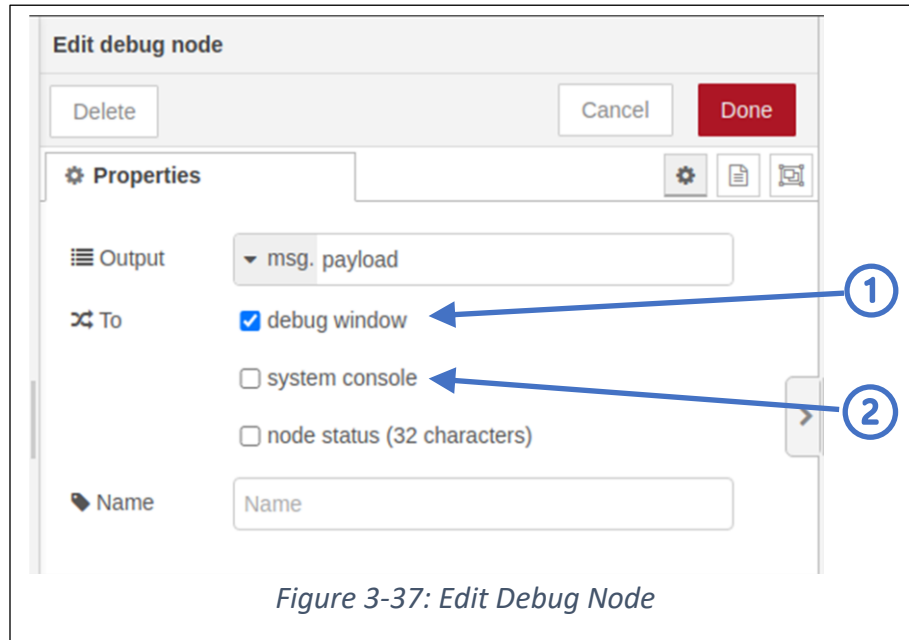 Edit debug node
Delete Cancel Done
Properties
Output msg. payload
1
To debug window
system console
2
node status (32 characters)
Name Name
Figure 3-37: Edit Debug Node